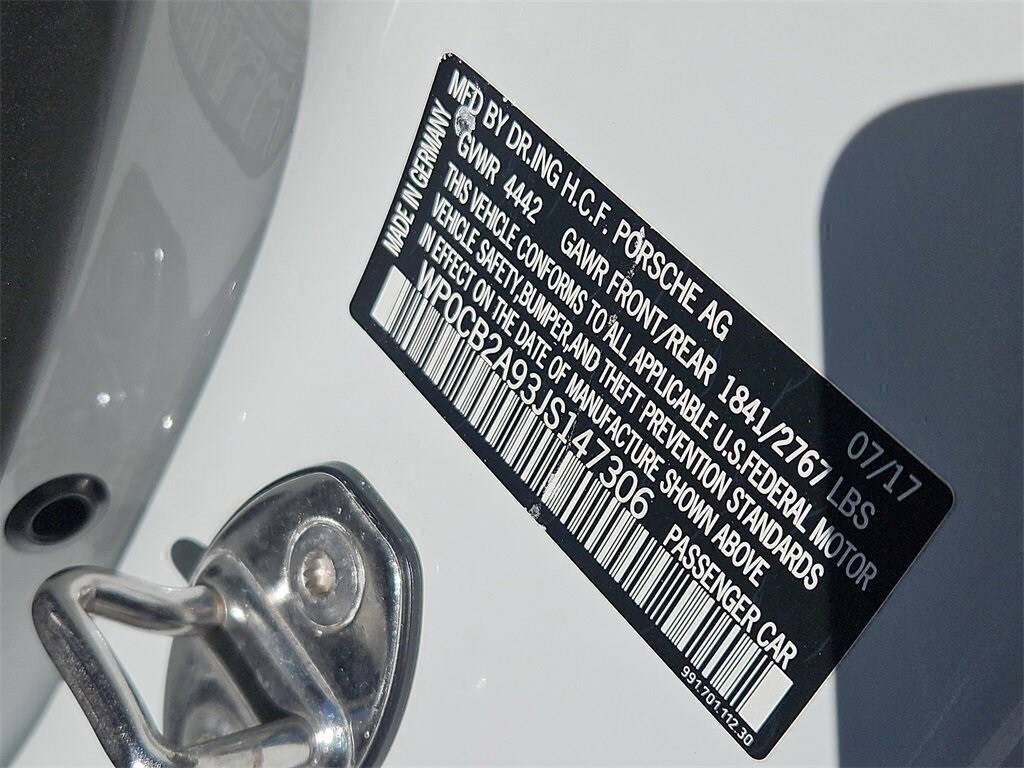 MFD BY DR.ING H.C.F. PORSCHE AG
MADE IN GERMANY
07/17
GVWR 4442 GAWR FRONT/REAR 1841/2767 LBS
THIS VEHICLE CONFORMS TO ALL APPLICABLE U.S.FEDERAL MOTOR
VEHICLE SAFETY,BUMPER,AND THEFT PREVENTION STANDARDS
IN EFFECT ON THE DATE OF MANUFACTURE SHOWN ABOVE
WP0CB2A93JS147306 PASSENGER CAR
991.701.112.30